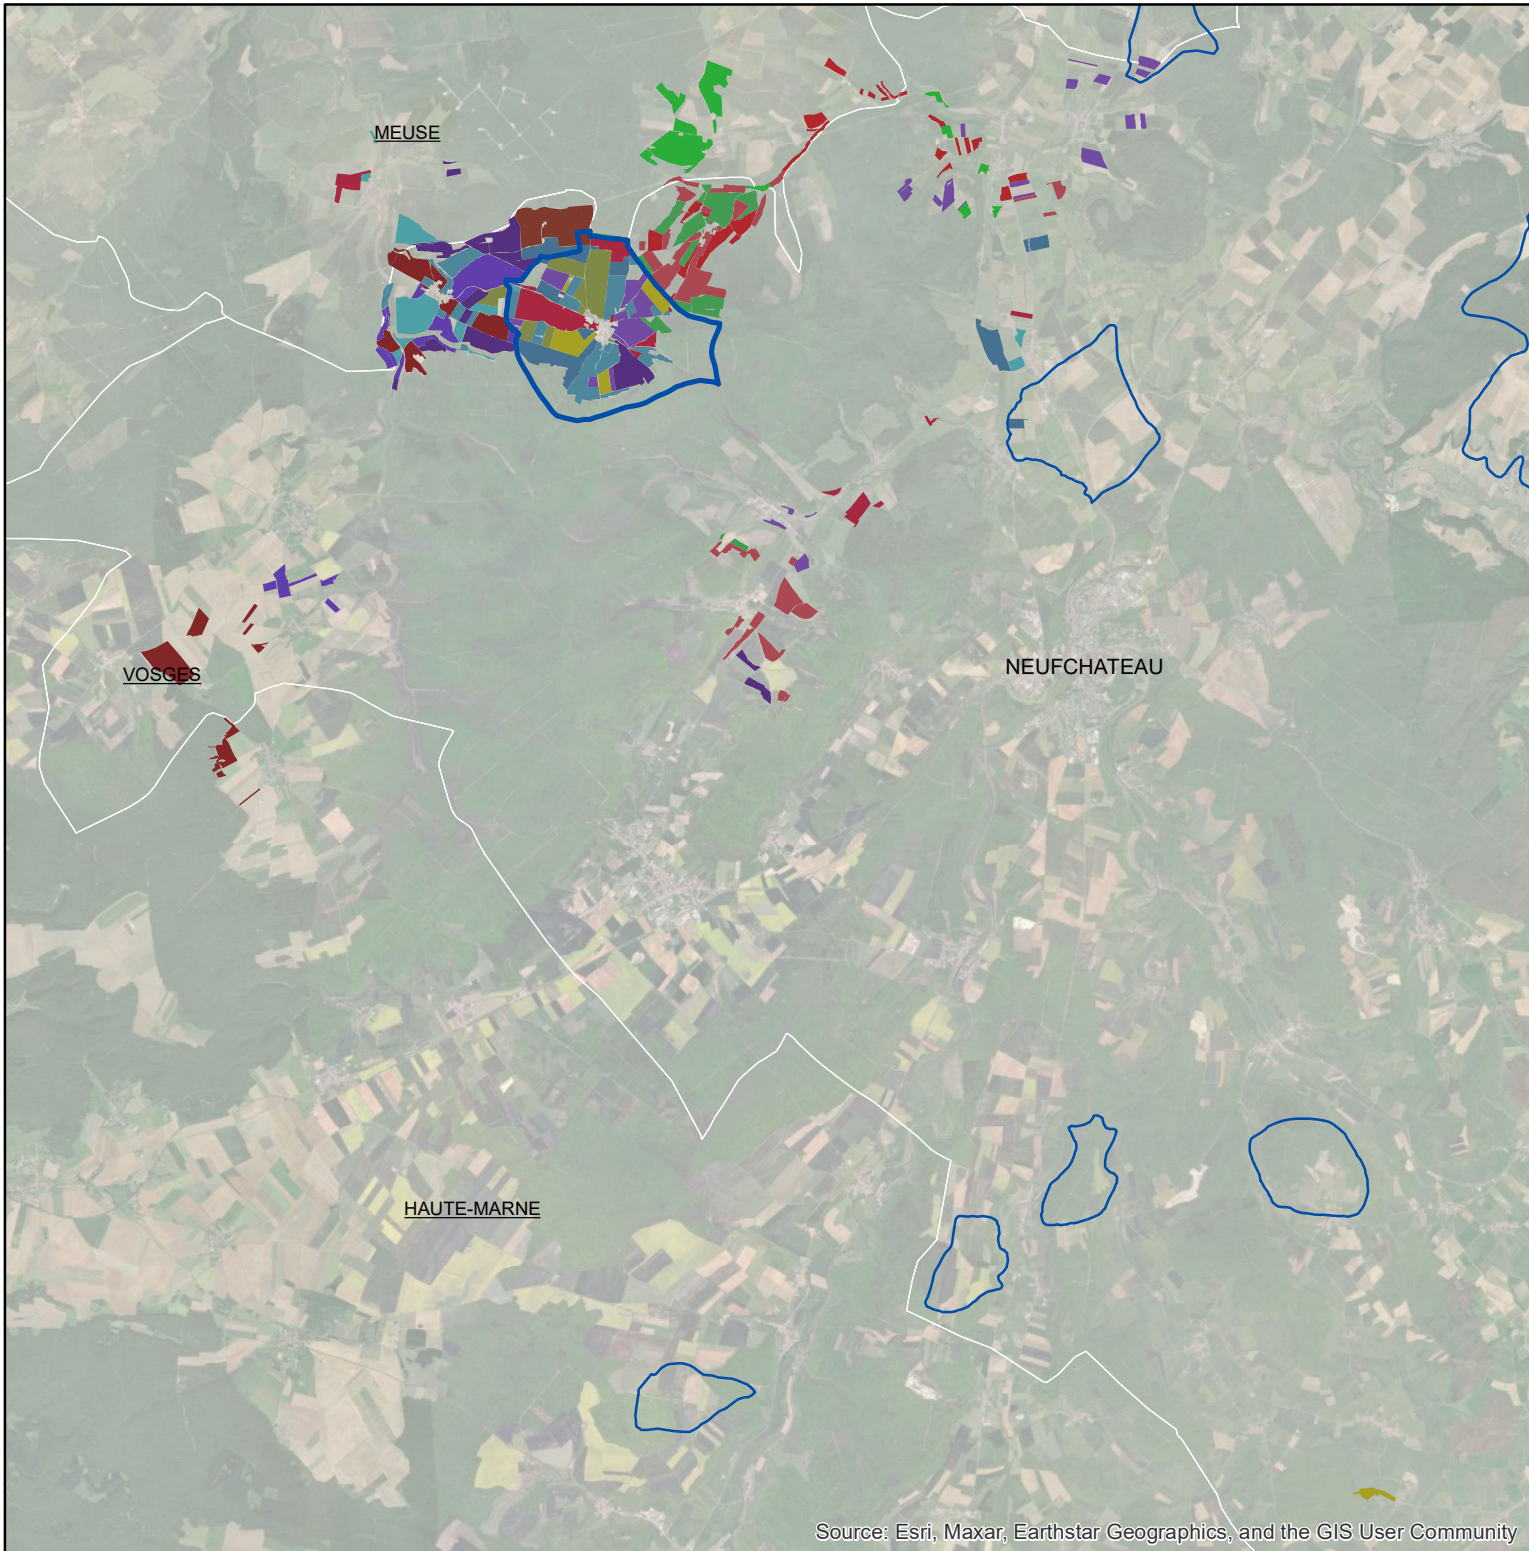 MEUSE
NEUFCHATEAU
VOSGES
HAUTE-MARNE
Source: Esri, Maxar, Earthstar Geographics, and the GIS User Community